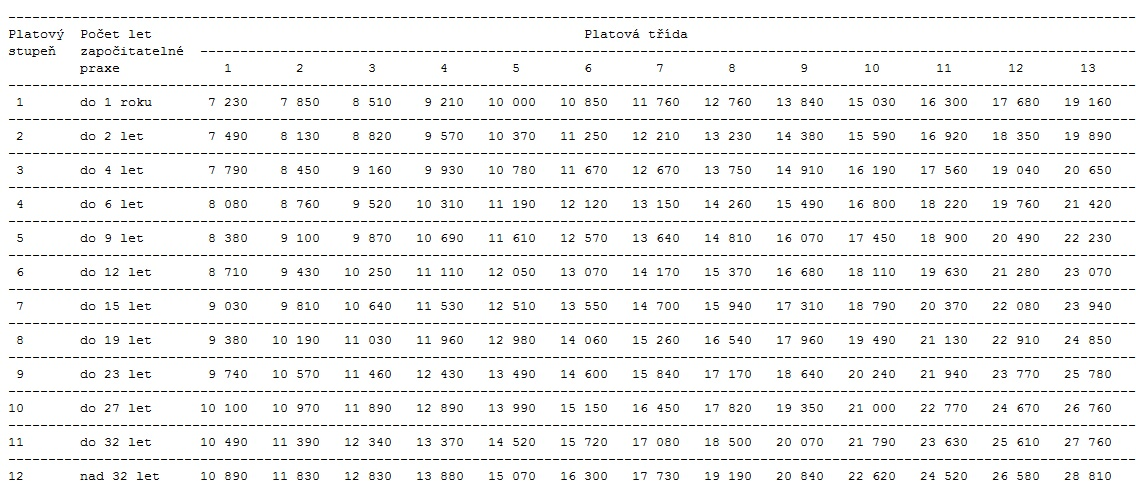 --------------------------------------------------------------------------------------------------------------------------------------------
Platový  Počet let                                                  Platová třída
stupeň   započitatelné  ---------------------------------------------------------------------------------------------------------------------
         praxe             1        2        3        4        5        6        7        8        9       10       11       12       13
--------------------------------------------------------------------------------------------------------------------------------------------
 1       do 1 roku       7 230    7 850    8 510    9 210   10 000   10 850   11 760   12 760   13 840   15 030   16 300   17 680   19 160
--------------------------------------------------------------------------------------------------------------------------------------------
 2       do 2 let        7 490    8 130    8 820    9 570   10 370   11 250   12 210   13 230   14 380   15 590   16 920   18 350   19 890
--------------------------------------------------------------------------------------------------------------------------------------------
 3       do 4 let        7 790    8 450    9 160    9 930   10 780   11 670   12 670   13 750   14 910   16 190   17 560   19 040   20 650
--------------------------------------------------------------------------------------------------------------------------------------------
 4       do 6 let        8 080    8 760    9 520   10 310   11 190   12 120   13 150   14 260   15 490   16 800   18 220   19 760   21 420
--------------------------------------------------------------------------------------------------------------------------------------------
 5       do 9 let        8 380    9 100    9 870   10 690   11 610   12 570   13 640   14 810   16 070   17 450   18 900   20 490   22 230
--------------------------------------------------------------------------------------------------------------------------------------------
 6       do 12 let       8 710    9 430   10 250   11 110   12 050   13 070   14 170   15 370   16 680   18 110   19 630   21 280   23 070
--------------------------------------------------------------------------------------------------------------------------------------------
 7       do 15 let       9 030    9 810   10 640   11 530   12 510   13 550   14 700   15 940   17 310   18 790   20 370   22 080   23 940
--------------------------------------------------------------------------------------------------------------------------------------------
 8       do 19 let       9 380   10 190   11 030   11 960   12 980   14 060   15 260   16 540   17 960   19 490   21 130   22 910   24 850
--------------------------------------------------------------------------------------------------------------------------------------------
 9       do 23 let       9 740   10 570   11 460   12 430   13 490   14 600   15 840   17 170   18 640   20 240   21 940   23 770   25 780
--------------------------------------------------------------------------------------------------------------------------------------------
10       do 27 let      10 100   10 970   11 890   12 890   13 990   15 150   16 450   17 820   19 350   21 000   22 770   24 670   26 760
--------------------------------------------------------------------------------------------------------------------------------------------
11       do 32 let      10 490   11 390   12 340   13 370   14 520   15 720   17 080   18 500   20 070   21 790   23 630   25 610   27 760
--------------------------------------------------------------------------------------------------------------------------------------------
12       nad 32 let     10 890   11 830   12 830   13 880   15 070   16 300   17 730   19 190   20 840   22 620   24 520   26 580   28 810